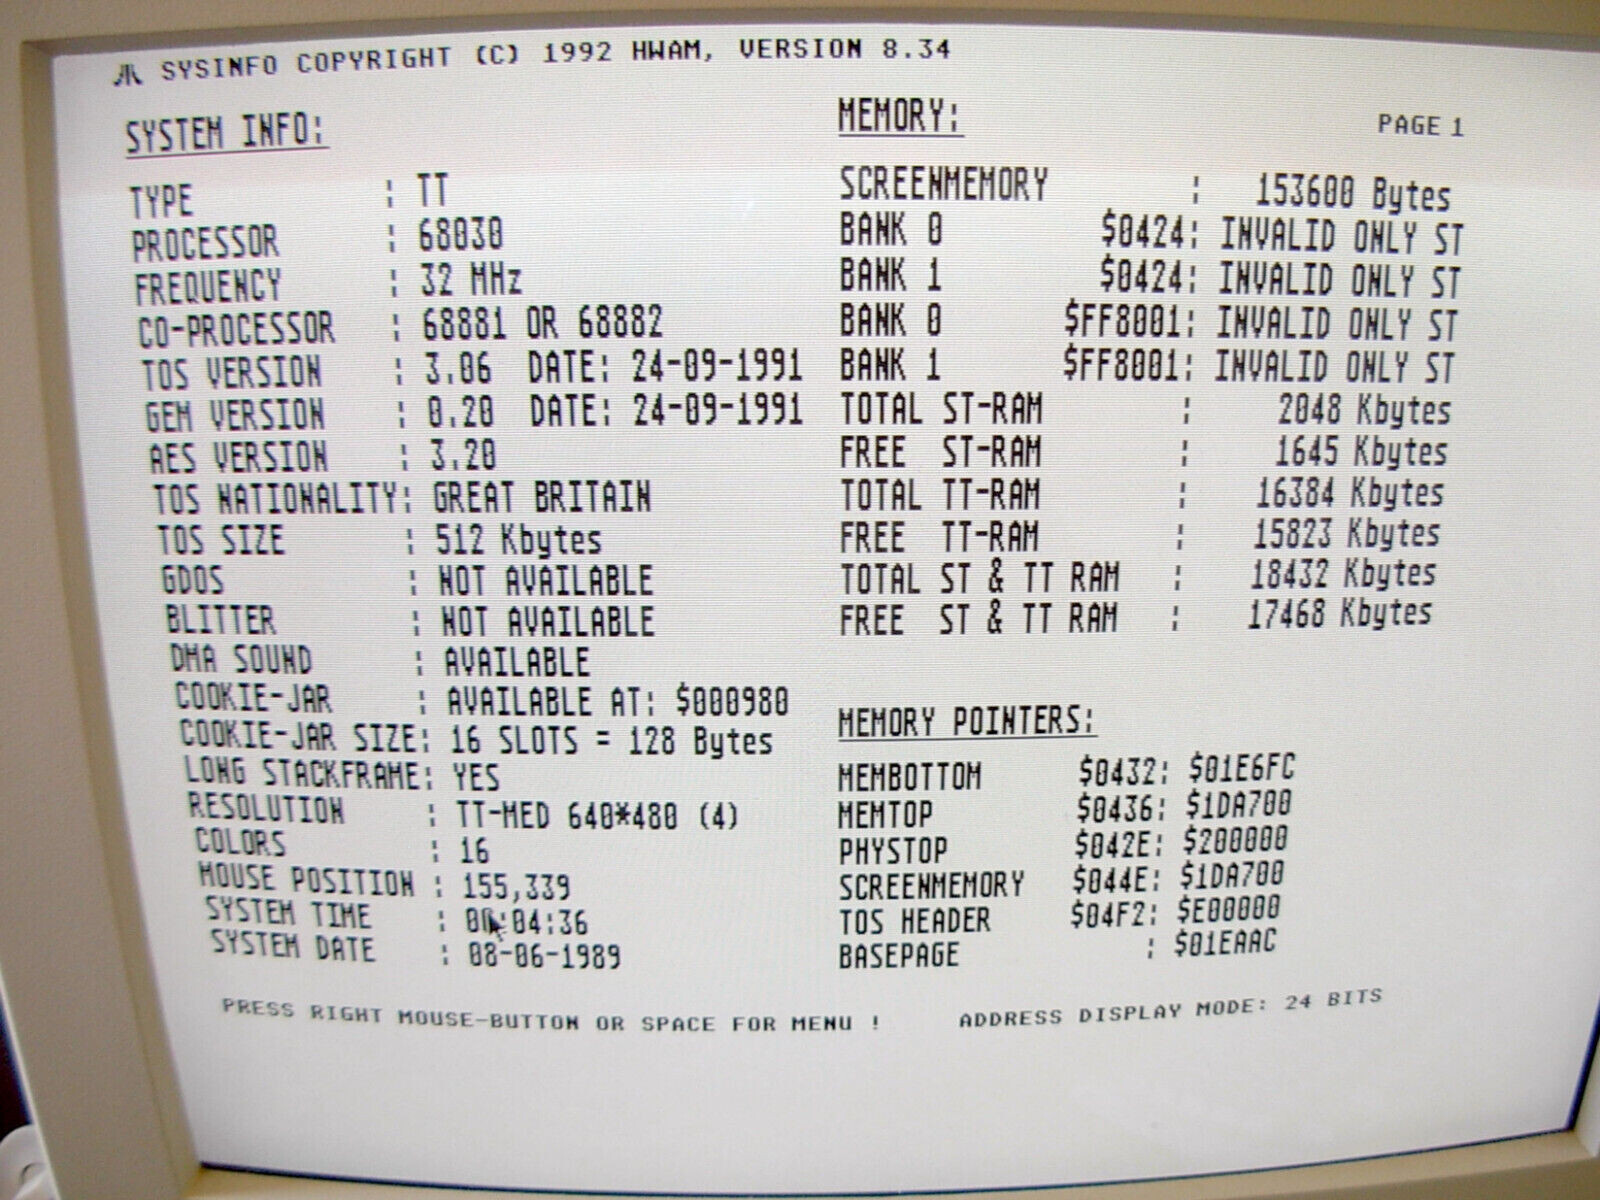 SYSINFO COPYRIGHT (C) 1992 HWAM, VERSION 8.34
PAGE 1
SYSTEM INFO:
TYPE : TT
PROCESSOR : 68030
FREQUENCY : 32 MHz
CO-PROCESSOR : 68881 OR 68882
TOS VERSION : 3.06 DATE: 24-09-1991
GEM VERSION : 0.20 DATE: 24-09-1991
AES VERSION : 3.20
TOS NATIONALITY: GREAT BRITAIN
TOS SIZE : 512 Kbytes
GDOS : NOT AVAILABLE
BLITTER : NOT AVAILABLE
DMA SOUND : AVAILABLE
COOKIE-JAR : AVAILABLE AT: $000980
COOKIE-JAR SIZE: 16 SLOTS = 128 Bytes
LONG STACKFRAME: YES
RESOLUTION : TT-MED 640*480 (4)
COLORS : 16
MOUSE POSITION : 155,339
SYSTEM TIME : 00:04:36
SYSTEM DATE : 08-06-1989
MEMORY:
SCREENMEMORY : 153600 Bytes
BANK 0 $0424: INVALID ONLY ST
BANK 1 $0424: INVALID ONLY ST
BANK 0 $FF8001: INVALID ONLY ST
BANK 1 $FF8001: INVALID ONLY ST
TOTAL ST-RAM : 2048 Kbytes
FREE ST-RAM : 1645 Kbytes
TOTAL TT-RAM : 16384 Kbytes
FREE TT-RAM : 15823 Kbytes
TOTAL ST & TT RAM : 18432 Kbytes
FREE ST & TT RAM : 17468 Kbytes
MEMORY POINTERS:
MEMBOTTOM $0432: $01E6FC
MEMTOP $0436: $1DA700
PHYSTOP $042E: $200000
SCREENMEMORY $044E: $1DA700
TOS HEADER $04F2: $E00000
BASEPAGE : $01EAAC
PRESS RIGHT MOUSE-BUTTON OR SPACE FOR MENU !
ADDRESS DISPLAY MODE: 24 BITS